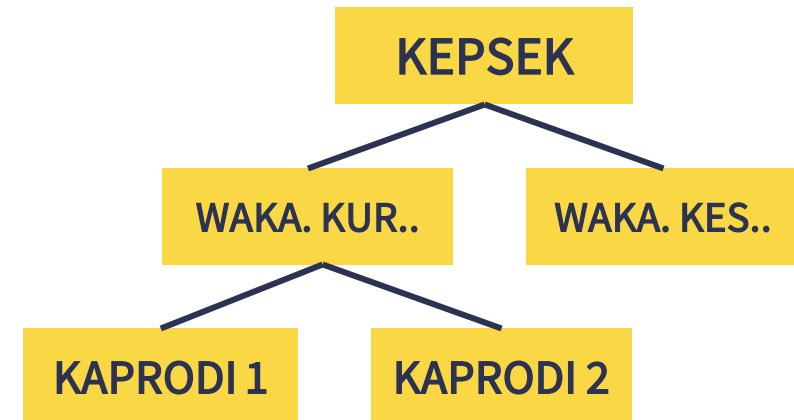 KEPSEK
WAKA. KUR..
WAKA. KES..
KAPRODI 1
KAPRODI 2